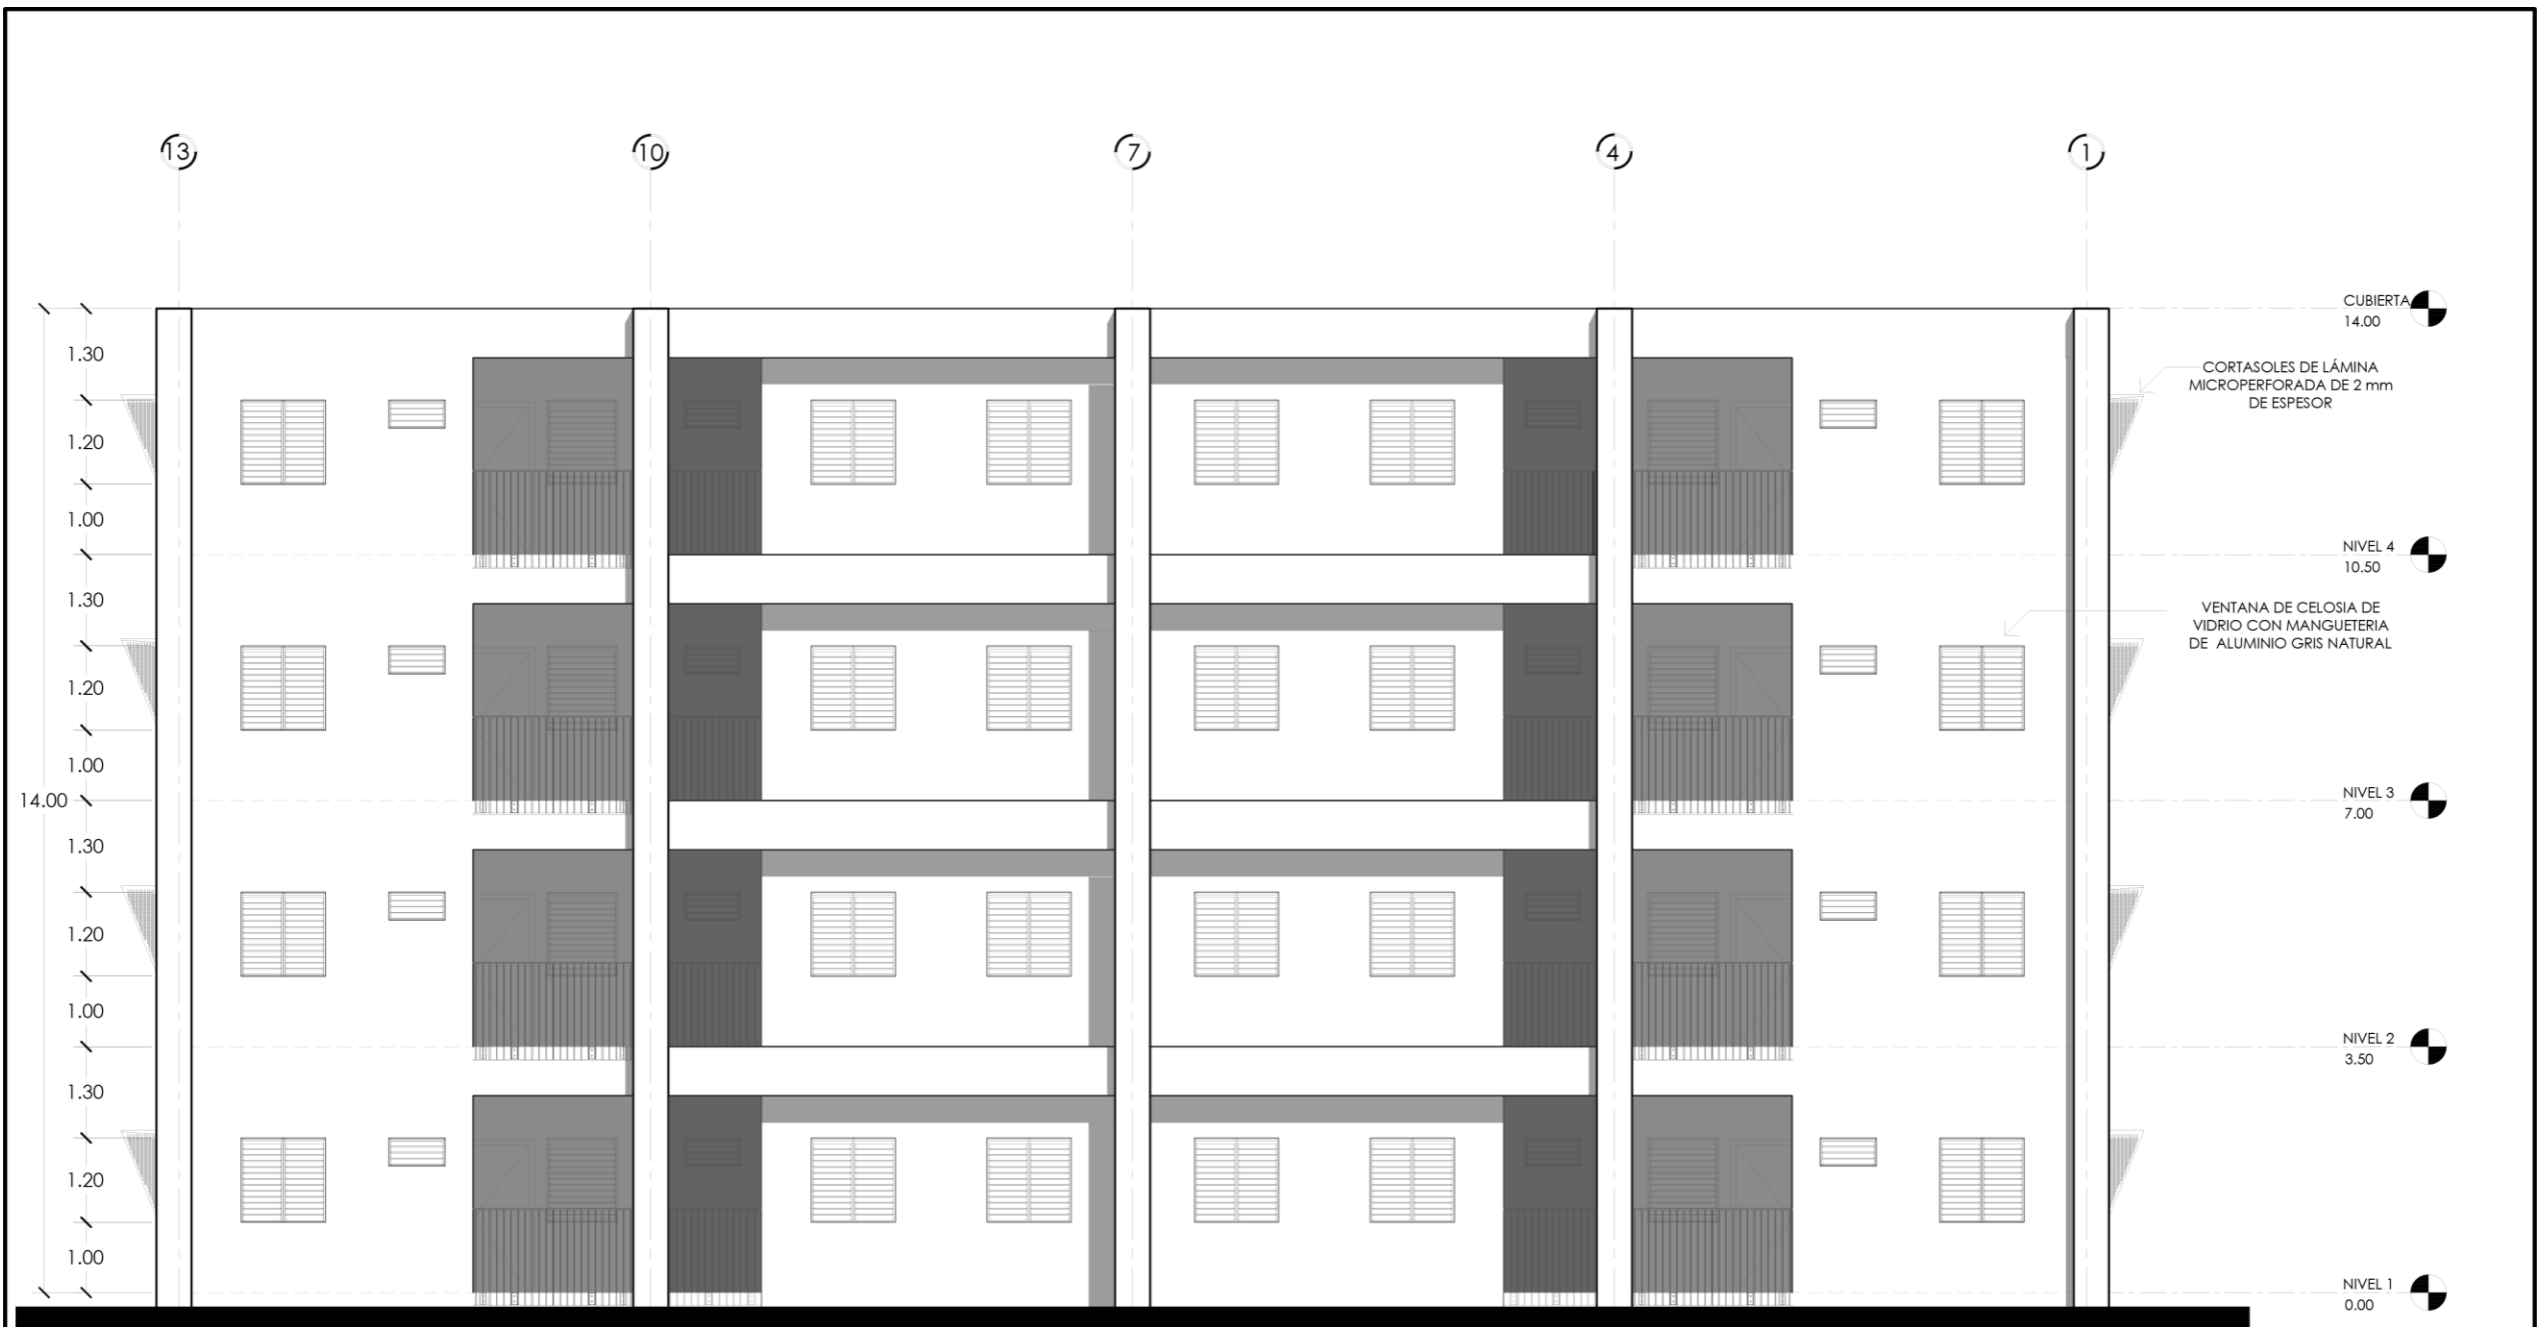 13
10
7
4
1
CUBIERTA
14.00
1.30
CORTASOLES DE LÁMINA
MICROPERFORADA DE 2 mm
DE ESPESOR
1.20
1.00
NIVEL 4
10.50
1.30
VENTANA DE CELOSIA DE
VIDRIO CON MANGUETERIA
DE ALUMINIO GRIS NATURAL
1.20
1.00
14.00
NIVEL 3
7.00
1.30
1.20
1.00
NIVEL 2
3.50
1.30
1.20
1.00
NIVEL 1
0.00